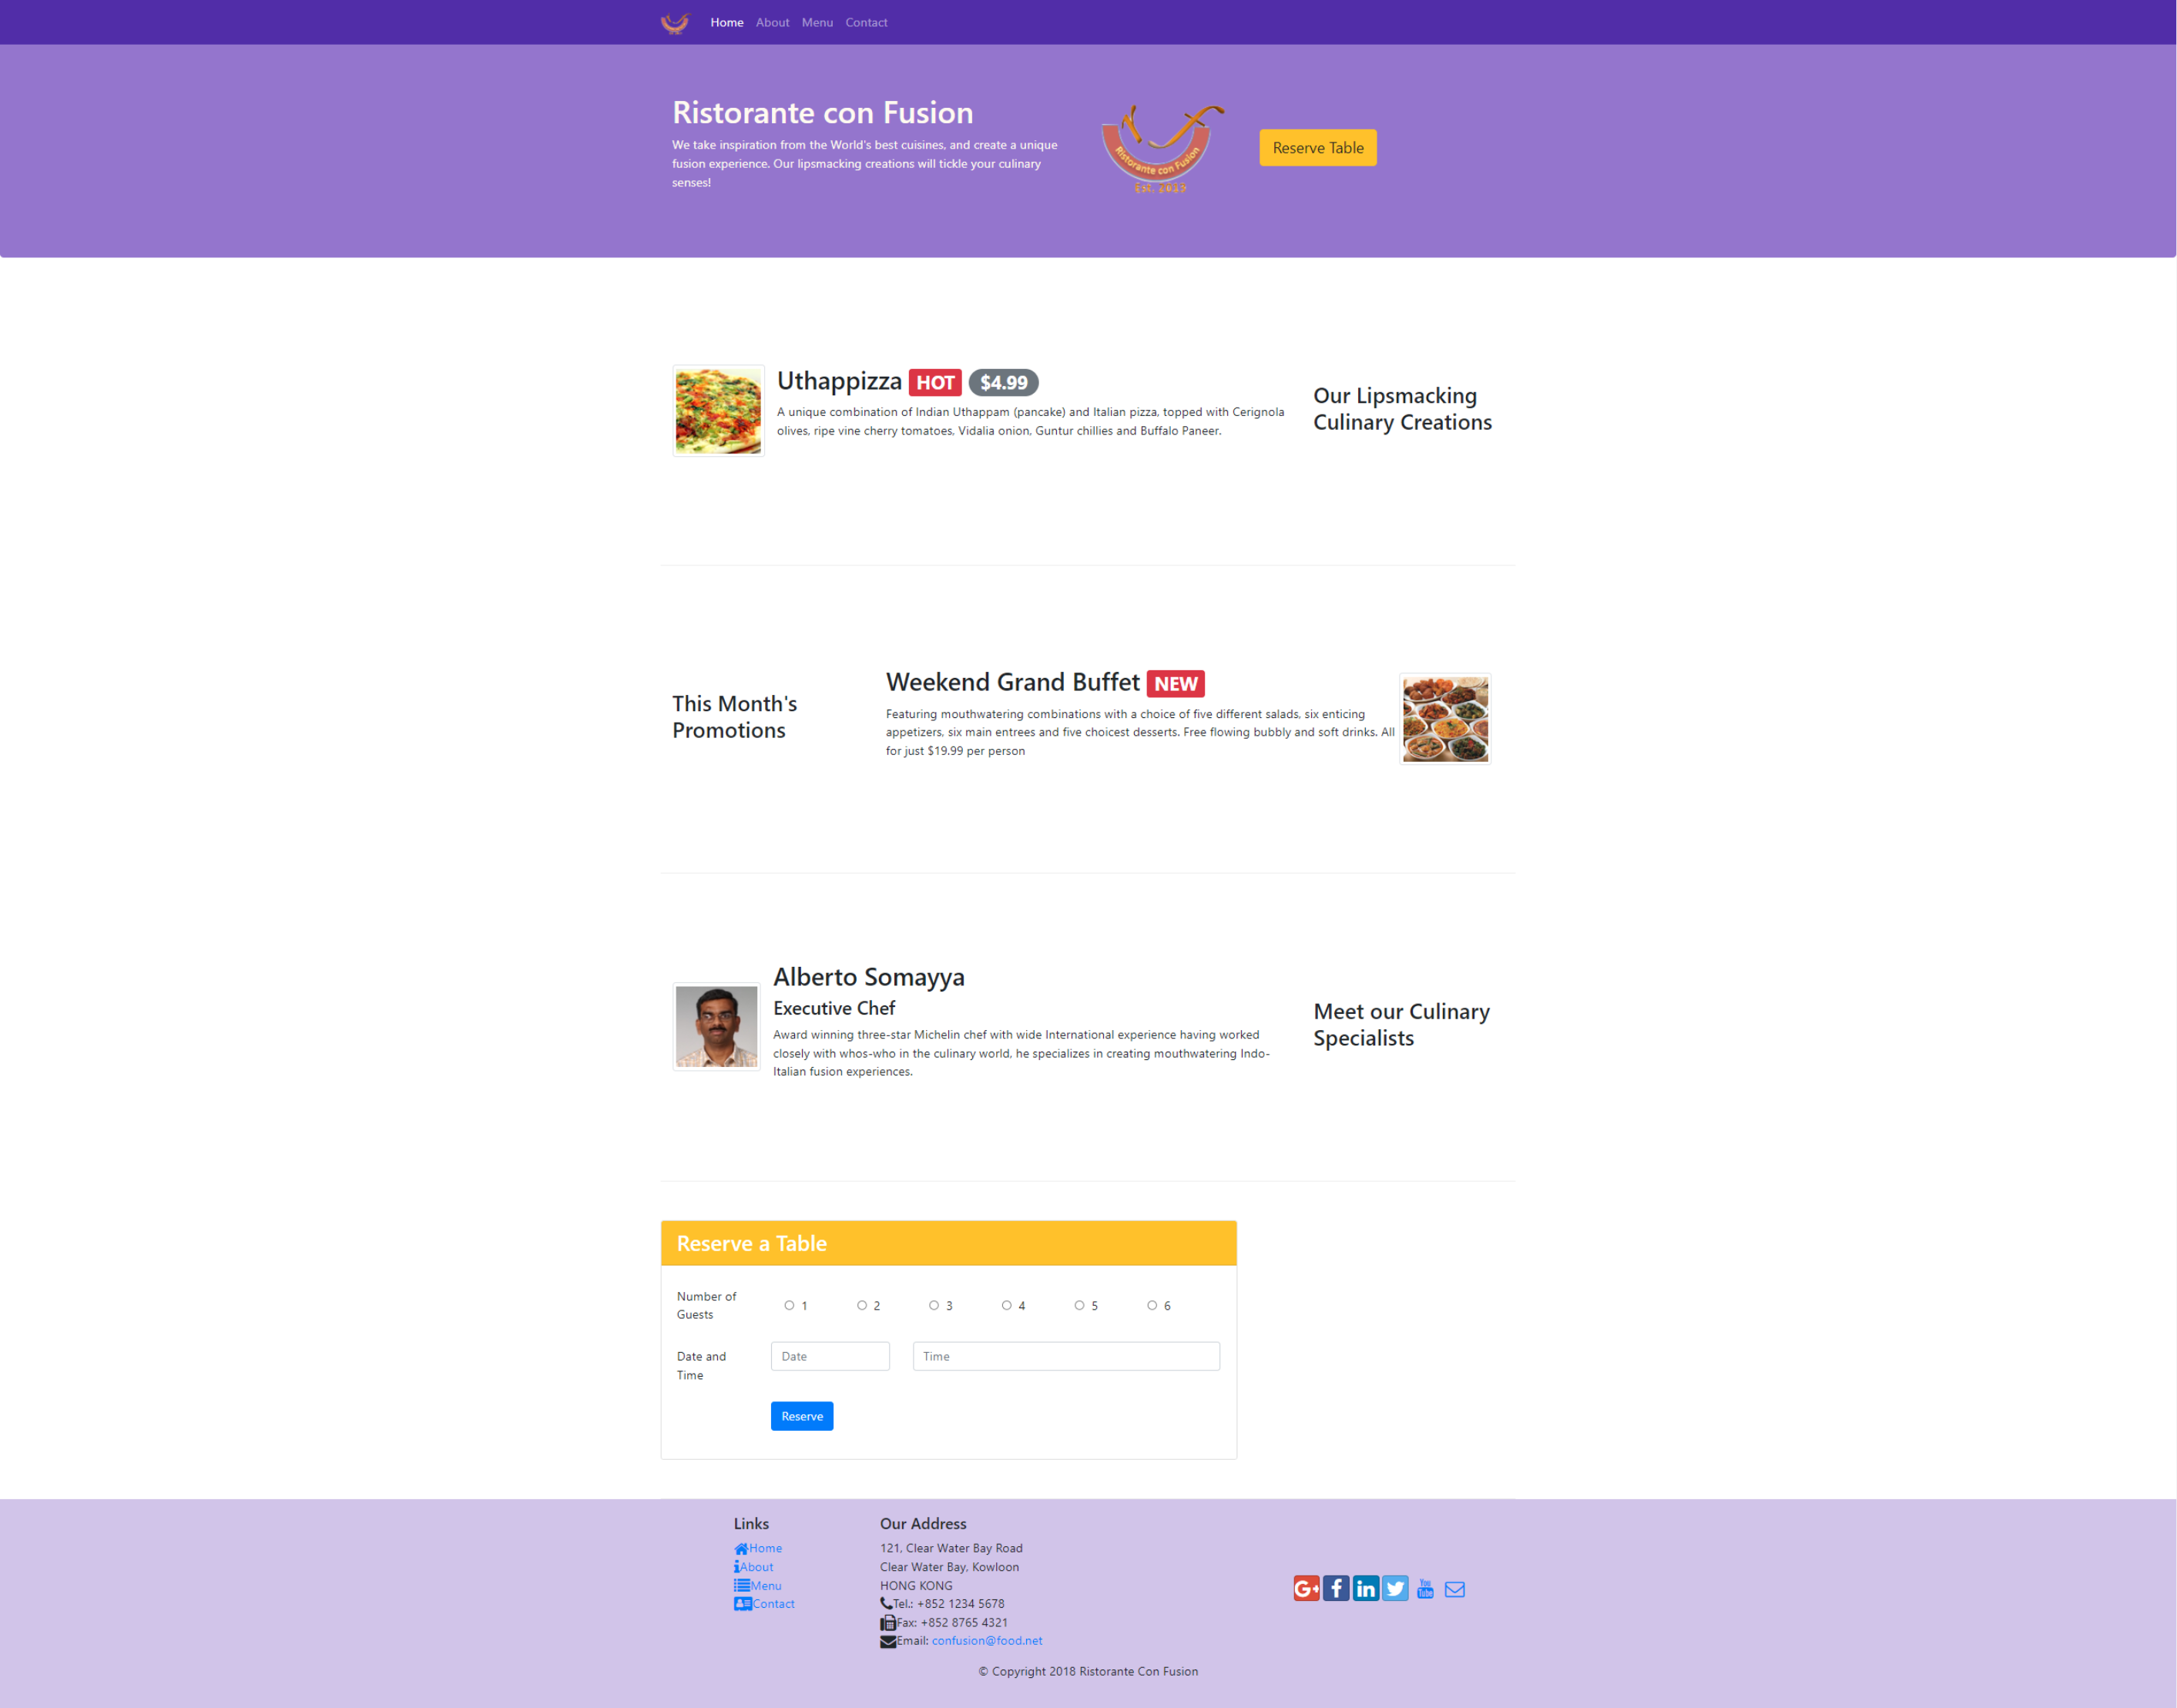 Home About Menu Contact
Ristorante con Fusion
We take inspiration from the World's best cuisines, and create a unique
fusion experience. Our lipsmacking creations will tickle your culinary
senses!
Ristorante con Fusion
Reserve Table
Uthappizza HOT $4.99
A unique combination of Indian Uthappam (pancake) and Italian pizza, topped with Cerignola
olives, ripe vine cherry tomatoes, Vidalia onion, Guntur chillies and Buffalo Paneer.
Our Lipsmacking
Culinary Creations
This Month's
Promotions
Weekend Grand Buffet NEW
Featuring mouthwatering combinations with a choice of five different salads, six enticing
appetizers, six main entrees and five choicest desserts. Free flowing bubbly and soft drinks. All
for just $19.99 per person
Alberto Somayya
Executive Chef
Award winning three-star Michelin chef with wide International experience having worked
closely with whos-who in the culinary world, he specializes in creating mouthwatering Indo-
Italian fusion experiences.
Meet our Culinary
Specialists
Reserve a Table
Number of
Guests
1 2 3 4 5 6
Date and
Time
Date
Time
Reserve
Links
Home
About
Menu
Contact
Our Address
121, Clear Water Bay Road
Clear Water Bay, Kowloon
HONG KONG
Tel.: +852 1234 5678
Fax: +852 8765 4321
Email: confusion@food.net
G+ f in You Tube
© Copyright 2018 Ristorante Con Fusion